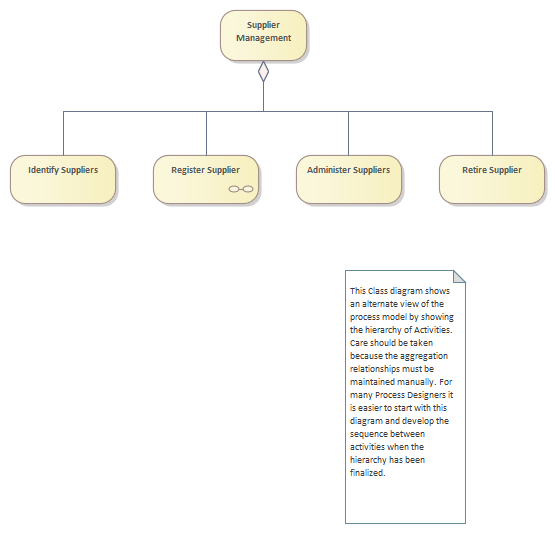 Supplier
Management
Identify Suppliers
Register Supplier
Administer Suppliers
Retire Supplier
This Class diagram shows
an alternate view of the
process model by showing
the hierarchy of Activities.
Care should be taken
because the aggregation
relationships must be
maintained manually. For
many Process Designers it
is easier to start with this
diagram and develop the
sequence between
activities when the
hierarchy has been
finalized.